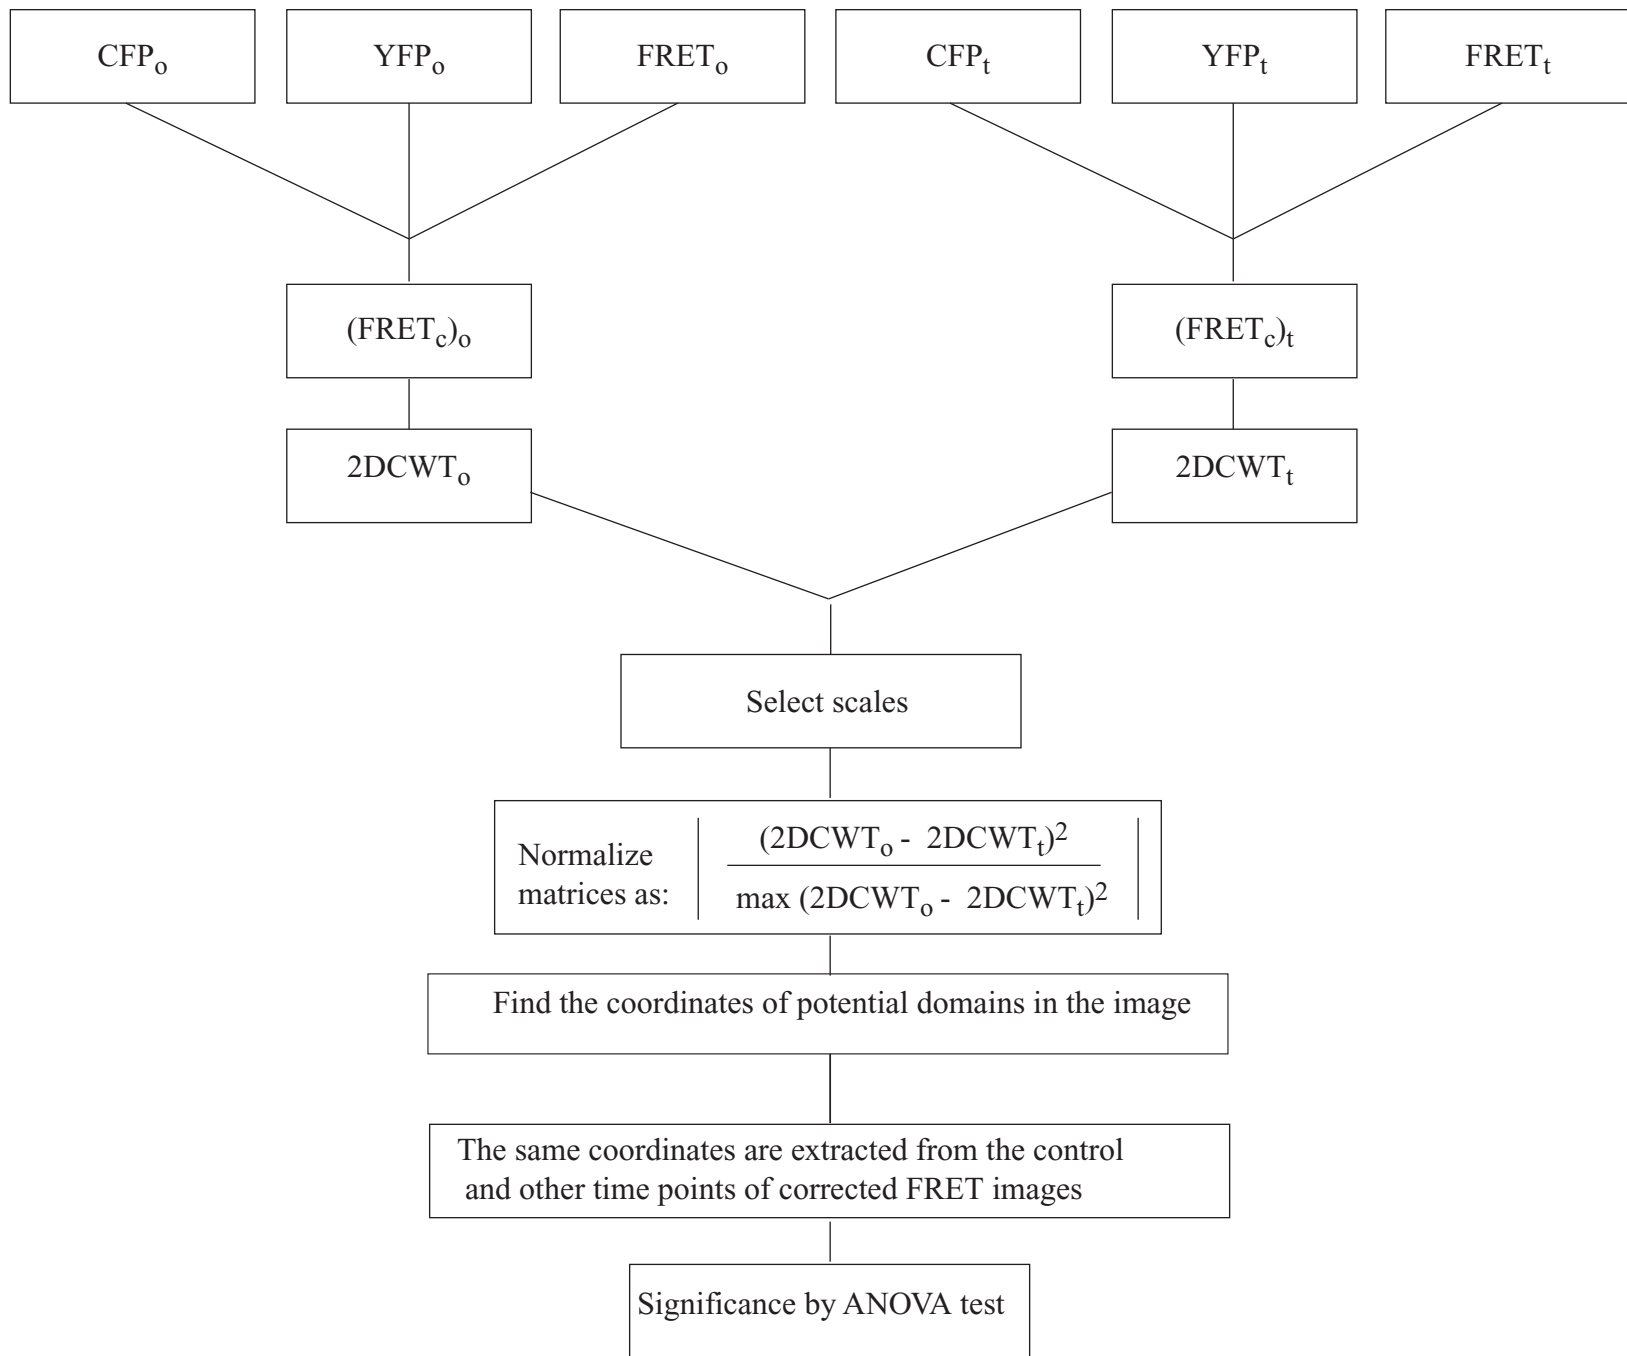 CFPₒ YFPₒ FRETₒ CFPₜ YFPₜ FRETₜ
(FRET꜀)ₒ (FRET꜀)ₜ
2DCWTₒ 2DCWTₜ
Select scales
Normalize
matrices as:
(2DCWTₒ - 2DCWTₜ)²
max (2DCWTₒ - 2DCWTₜ)²
Find the coordinates of potential domains in the image
The same coordinates are extracted from the control
and other time points of corrected FRET images
Significance by ANOVA test